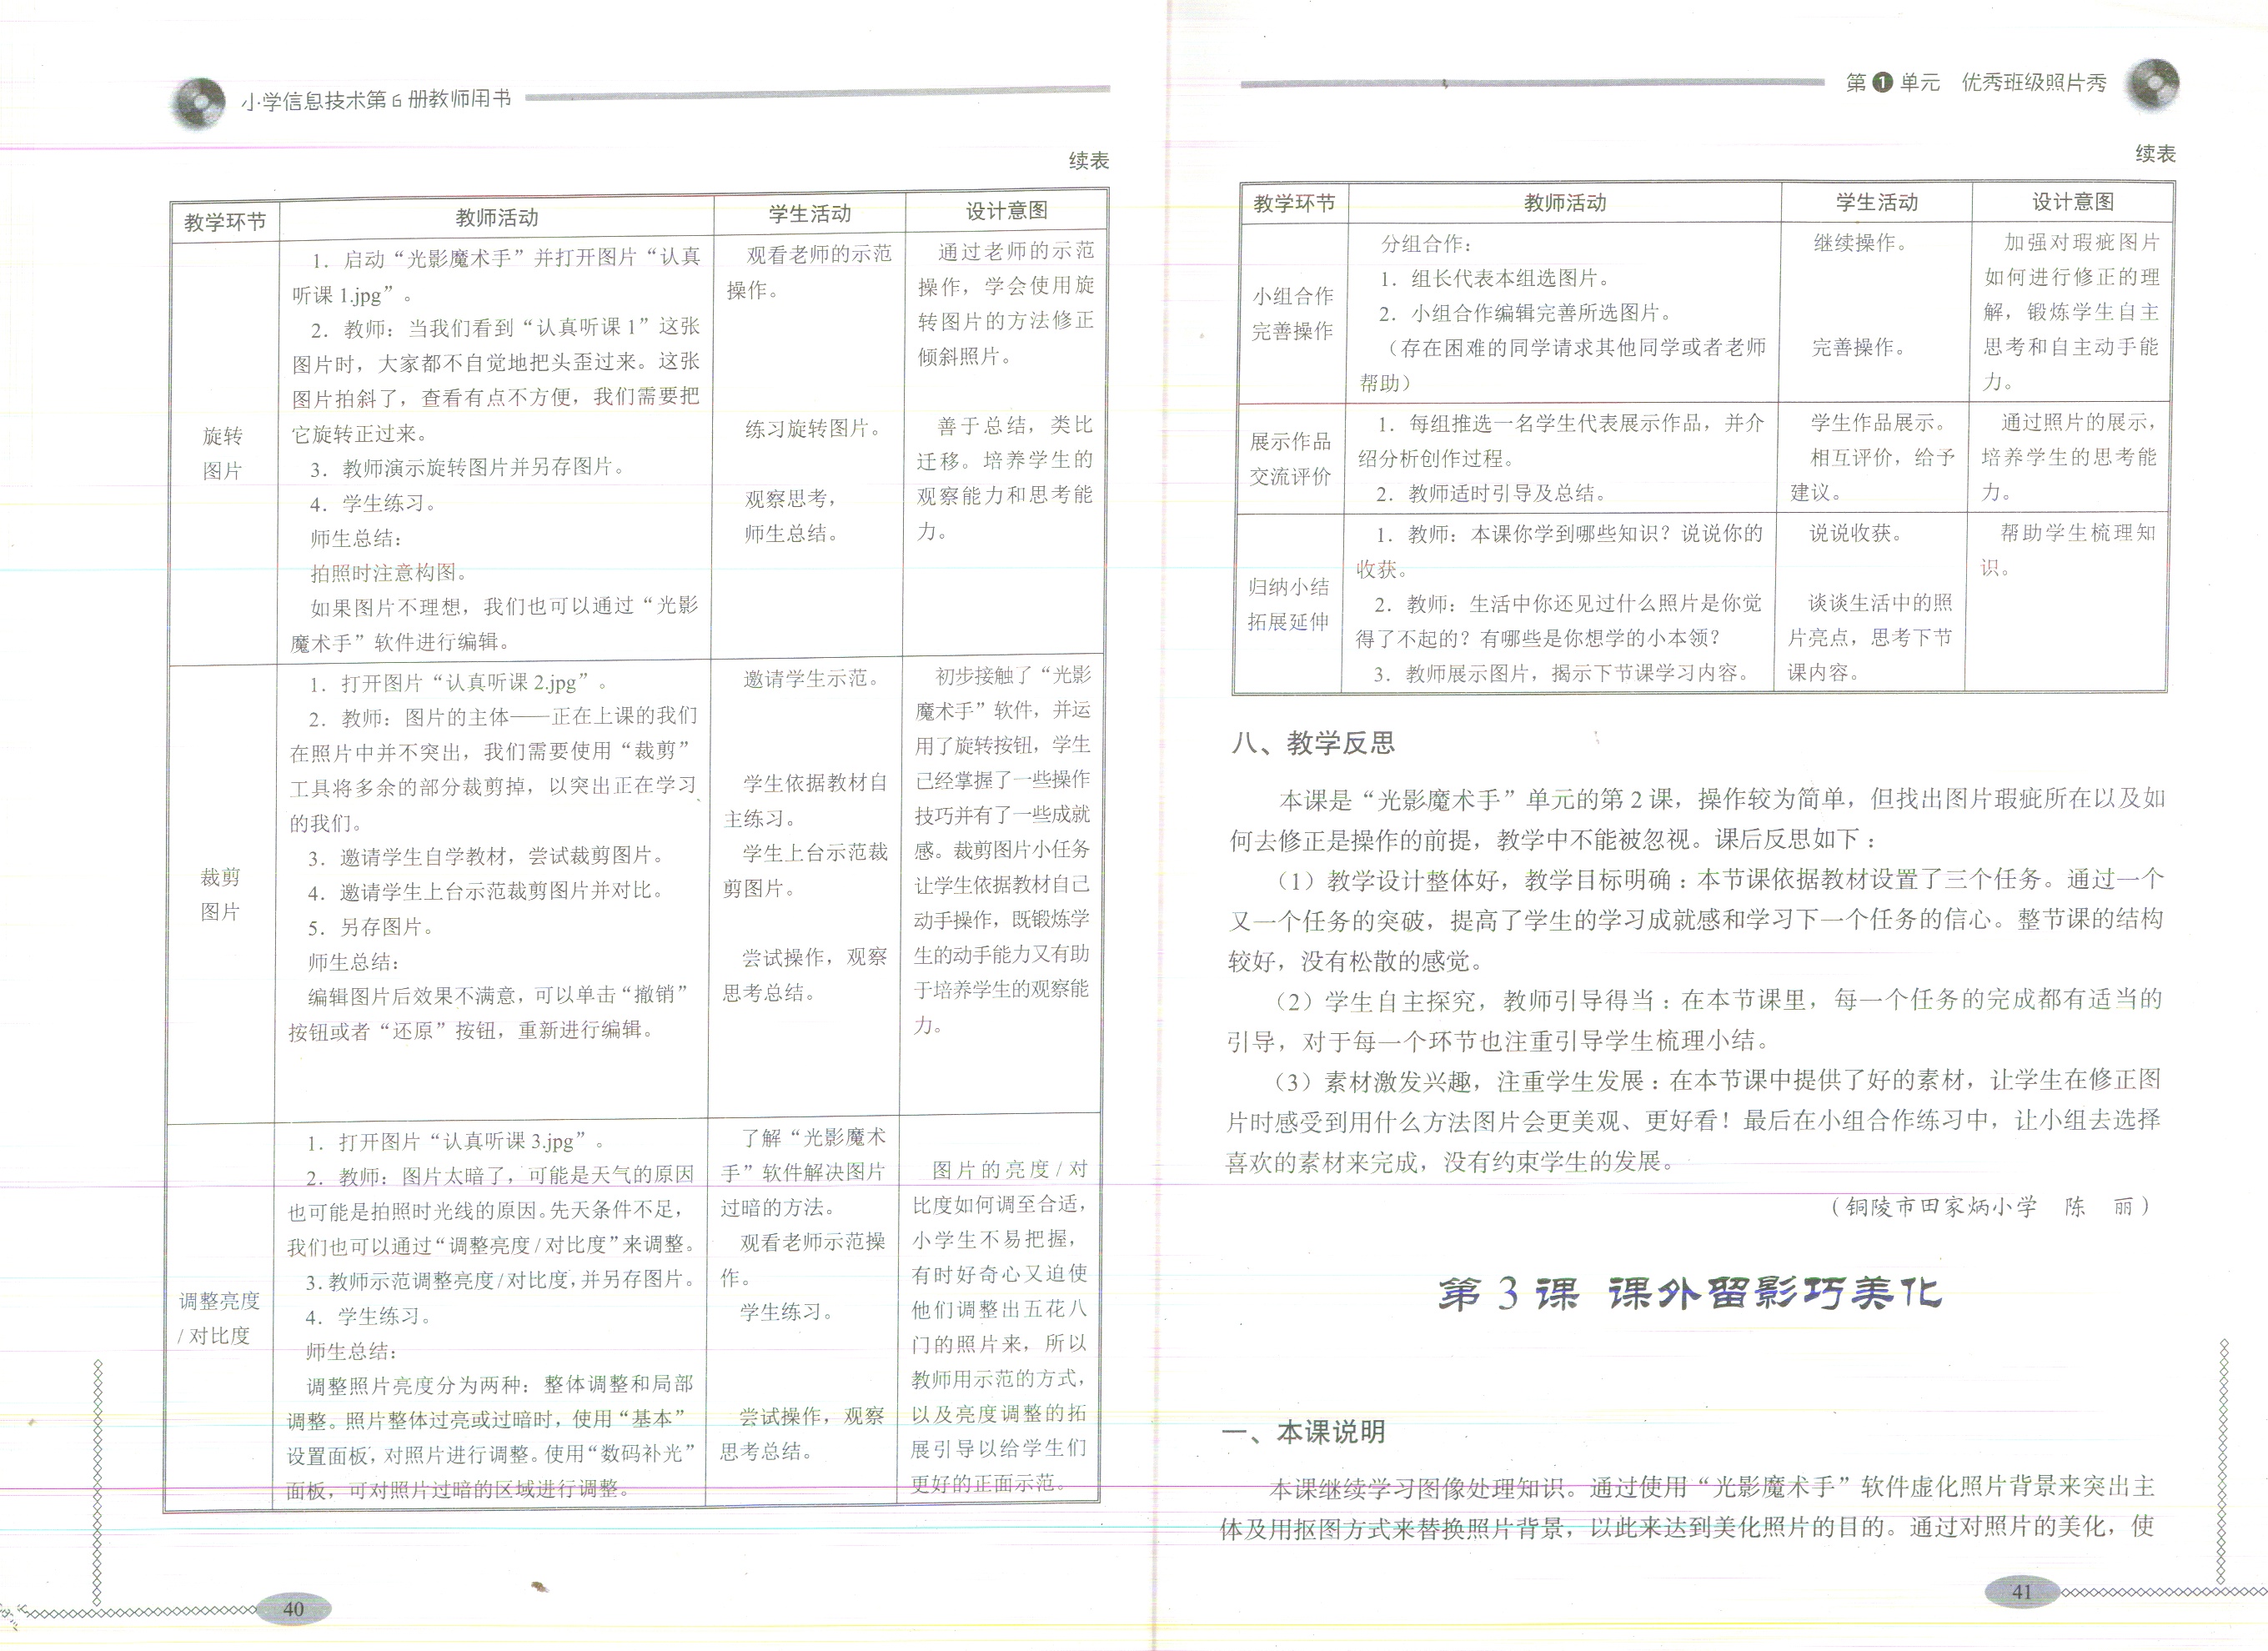 小学信息技术第6册教师用书
续表
教学环节 教师活动 学生活动 设计意图
旋转
图片
1. 启动“光影魔术手”并打开图片“认真
听课1.jpg”。
2. 教师：当我们看到“认真听课1”这张
图片时，大家都不自觉地把头歪过来。这张
图片拍斜了，查看有点不方便，我们需要把
它旋转正过来。
3. 教师演示旋转图片并另存图片。
4. 学生练习。
师生总结：
拍照时注意构图。
如果图片不理想，我们也可以通过“光影
魔术手”软件进行编辑。
观看老师的示范
操作。
练习旋转图片。
观察思考，
师生总结。
通过老师的示范
操作，学会使用旋
转图片的方法修正
倾斜照片。
善于总结，类比
迁移。培养学生的
观察能力和思考能
力。
裁剪
图片
1. 打开图片“认真听课2.jpg”。
2. 教师：图片的主体——正在上课的我们
在照片中并不突出，我们需要使用“裁剪”
工具将多余的部分裁剪掉，以突出正在学习
的我们。
3. 邀请学生自学教材，尝试裁剪图片。
4. 邀请学生上台示范裁剪图片并对比。
5. 另存图片。
师生总结：
编辑图片后效果不满意，可以单击“撤销”
按钮或者“还原”按钮，重新进行编辑。
邀请学生示范。
学生依据教材自
主练习。
学生上台示范裁
剪图片。
尝试操作，观察
思考总结。
初步接触了“光影
魔术手”软件，并运
用了旋转按钮，学生
已经掌握了一些操作
技巧并有了一些成就
感。裁剪图片小任务
让学生依据教材自己
动手操作，既锻炼学
生的动手能力又有助
于培养学生的观察能
力。
调整亮度
/对比度
1. 打开图片“认真听课3.jpg”。
2. 教师：图片太暗了，可能是天气的原因
也可能是拍照时光线的原因。先天条件不足，
我们也可以通过“调整亮度/对比度”来调整。
3. 教师示范调整亮度/对比度，并另存图片。
4. 学生练习。
师生总结：
调整照片亮度分为两种：整体调整和局部
调整。照片整体过亮或过暗时，使用“基本”
设置面板，对照片进行调整。使用“数码补光”
面板，可对照片过暗的区域进行调整。
了解“光影魔术
手”软件解决图片
过暗的方法。
观看老师示范操
作。
学生练习。
尝试操作，观察
思考总结。
图片的亮度/对
比度如何调至合适，
小学生不易把握，
有时好奇心又迫使
他们调整出五花八
门的照片来，所以
教师用示范的方式，
以及亮度调整的拓
展引导以给学生们
更好的正面示范。
40
第1单元 优秀班级照片秀
续表
教学环节 教师活动 学生活动 设计意图
小组合作
完善操作
分组合作：
1. 组长代表本组选图片。
2. 小组合作编辑完善所选图片。
（存在困难的同学请求其他同学或者老师
帮助）
继续操作。
完善操作。
加强对瑕疵图片
如何进行修正的理
解，锻炼学生自主
思考和自主动手能
力。
展示作品
交流评价
1. 每组推选一名学生代表展示作品，并介
绍分析创作过程。
2. 教师适时引导及总结。
学生作品展示。
相互评价，给予
建议。
通过照片的展示，
培养学生的思考能
力。
归纳小结
拓展延伸
1. 教师：本课你学到哪些知识？说说你的
收获。
2. 教师：生活中你还见过什么照片是你觉
得了不起的？有哪些是你想学的小本领？
3. 教师展示图片，揭示下节课学习内容。
说说收获。
谈谈生活中的照
片亮点，思考下节
课内容。
帮助学生梳理知
识。
八、教学反思
本课是“光影魔术手”单元的第2课，操作较为简单，但找出图片瑕疵所在以及如
何去修正是操作的前提，教学中不能被忽视。课后反思如下：
（1）教学设计整体好，教学目标明确：本节课依据教材设置了三个任务。通过一个
又一个任务的突破，提高了学生的学习成就感和学习下一个任务的信心。整节课的结构
较好，没有松散的感觉。
（2）学生自主探究，教师引导得当：在本节课里，每一个任务的完成都有适当的
引导，对于每一个环节也注重引导学生梳理小结。
（3）素材激发兴趣，注重学生发展：在本节课中提供了好的素材，让学生在修正图
片时感受到用什么方法图片会更美观、更好看！最后在小组合作练习中，让小组去选择
喜欢的素材来完成，没有约束学生的发展。
（铜陵市田家炳小学 陈 丽）
第3课 课外留影巧美化
一、本课说明
本课继续学习图像处理知识。通过使用“光影魔术手”软件虚化照片背景来突出主
体及用抠图方式来替换照片背景，以此来达到美化照片的目的。通过对照片的美化，使
41